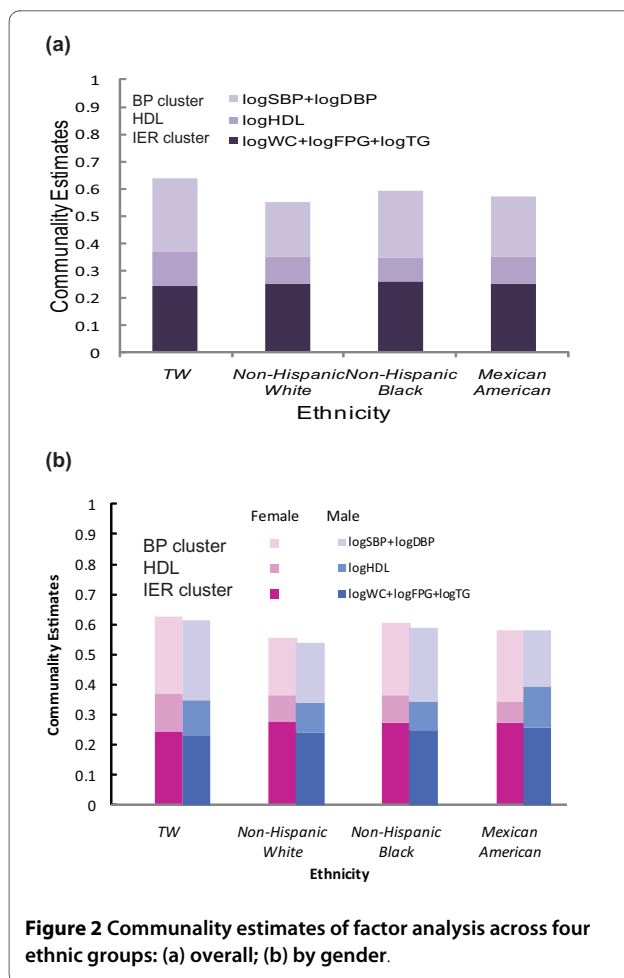 (a)
1
0.9
0.8
0.7
0.6
0.5
0.4
0.3
0.2
0.1
0
Communality Estimates
BP cluster logSBP+logDBP
HDL logHDL
IER cluster logWC+logFPG+logTG
TW Non-Hispanic White Non-Hispanic Black Mexican American
Ethnicity
(b)
1
0.9
0.8
0.7
0.6
0.5
0.4
0.3
0.2
0.1
0
Communality Estimates
Female Male
BP cluster logSBP+logDBP
HDL logHDL
IER cluster logWC+logFPG+logTG
TW Non-Hispanic White Non-Hispanic Black Mexican American
Ethnicity
Figure 2 Communality estimates of factor analysis across four
ethnic groups: (a) overall; (b) by gender.